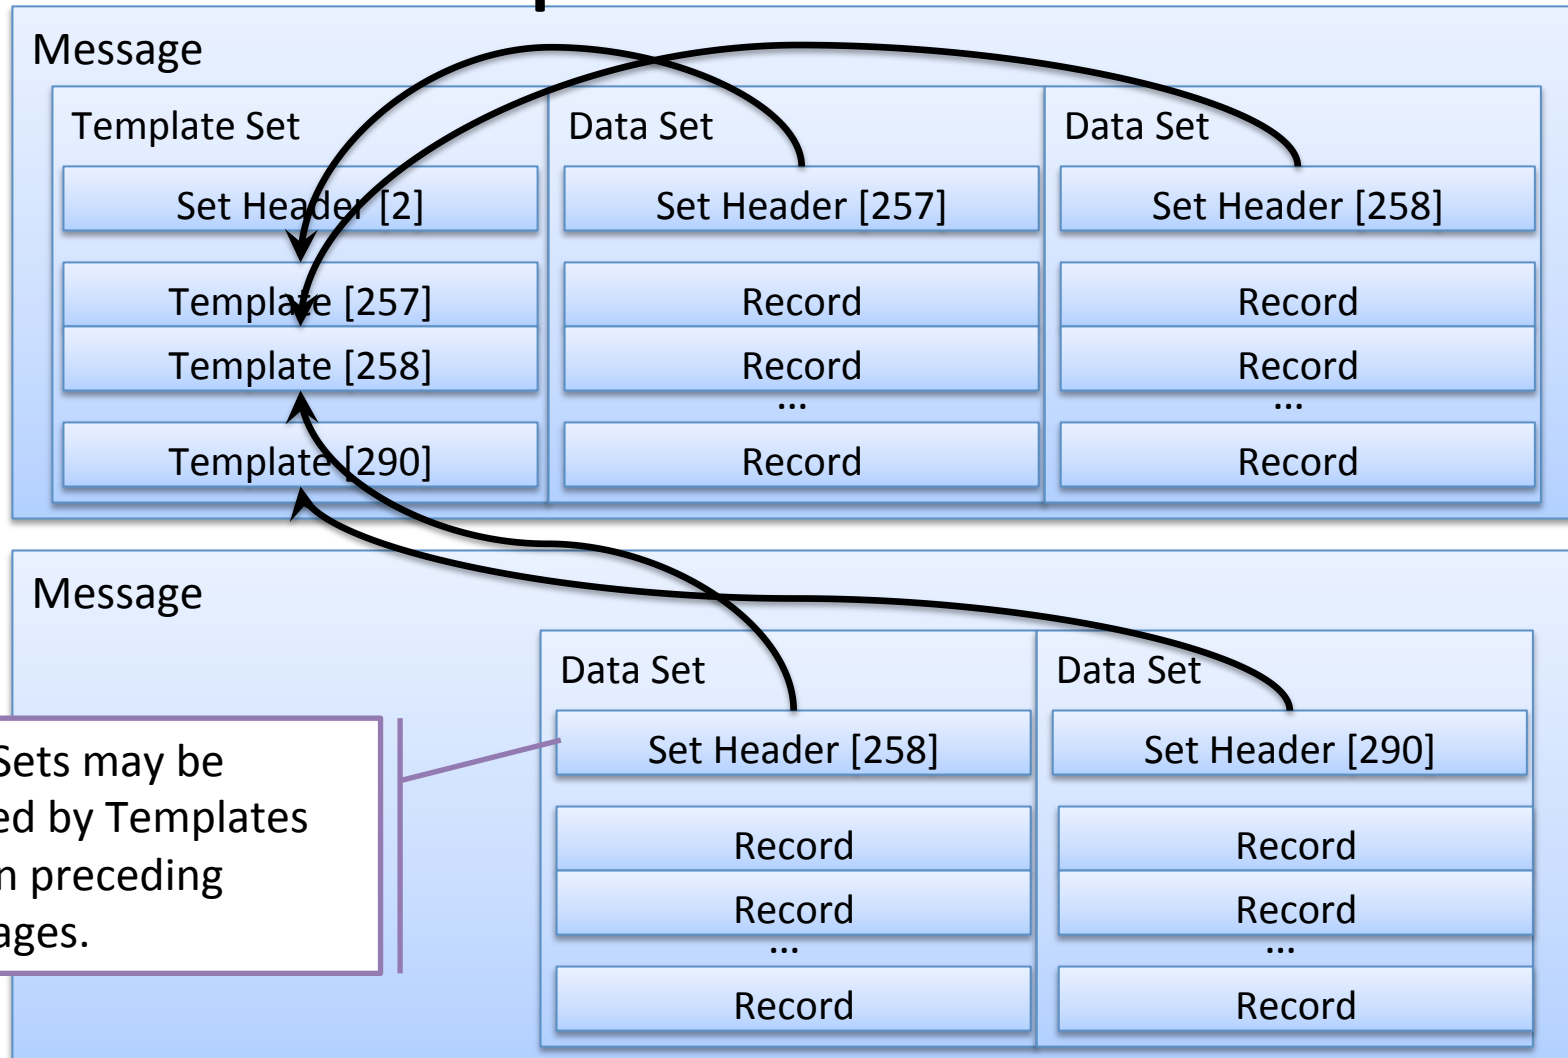 Message
Template Set
Set Header [2]
Template [257]
Template [258]
Template [290]
Data Set
Set Header [257]
Record
Record
...
Record
Data Set
Set Header [258]
Record
Record
...
Record
Message
Sets may be
ed by Templates
n preceding
ages.
Data Set
Set Header [258]
Record
Record
...
Record
Data Set
Set Header [290]
Record
Record
...
Record